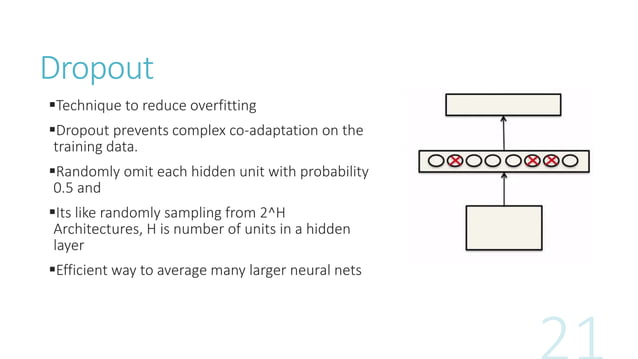 Dropout
▪Technique to reduce overfitting
▪Dropout prevents complex co-adaptation on the
training data.
▪Randomly omit each hidden unit with probability
0.5 and
▪Its like randomly sampling from 2^H
Architectures, H is number of units in a hidden
layer
▪Efficient way to average many larger neural nets
21